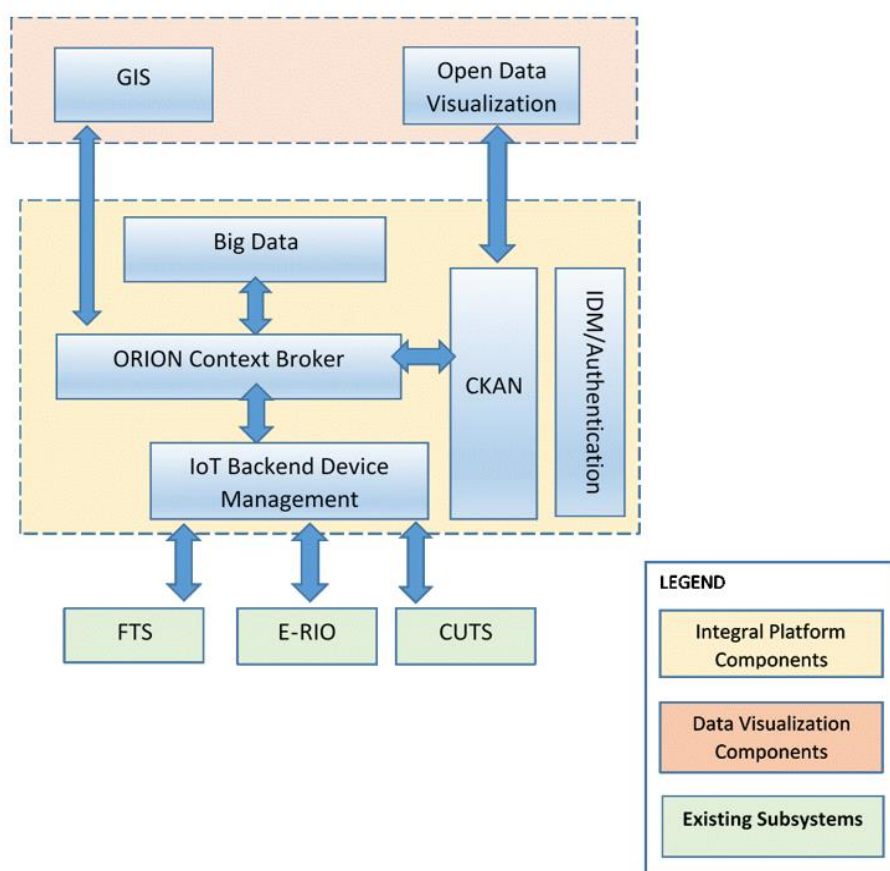 GIS
Open Data
Visualization
Big Data
ORION Context Broker
CKAN
IDM/Authentication
IoT Backend Device
Management
FTS
E-RIO
CUTS
LEGEND
Integral Platform
Components
Data Visualization
Components
Existing Subsystems